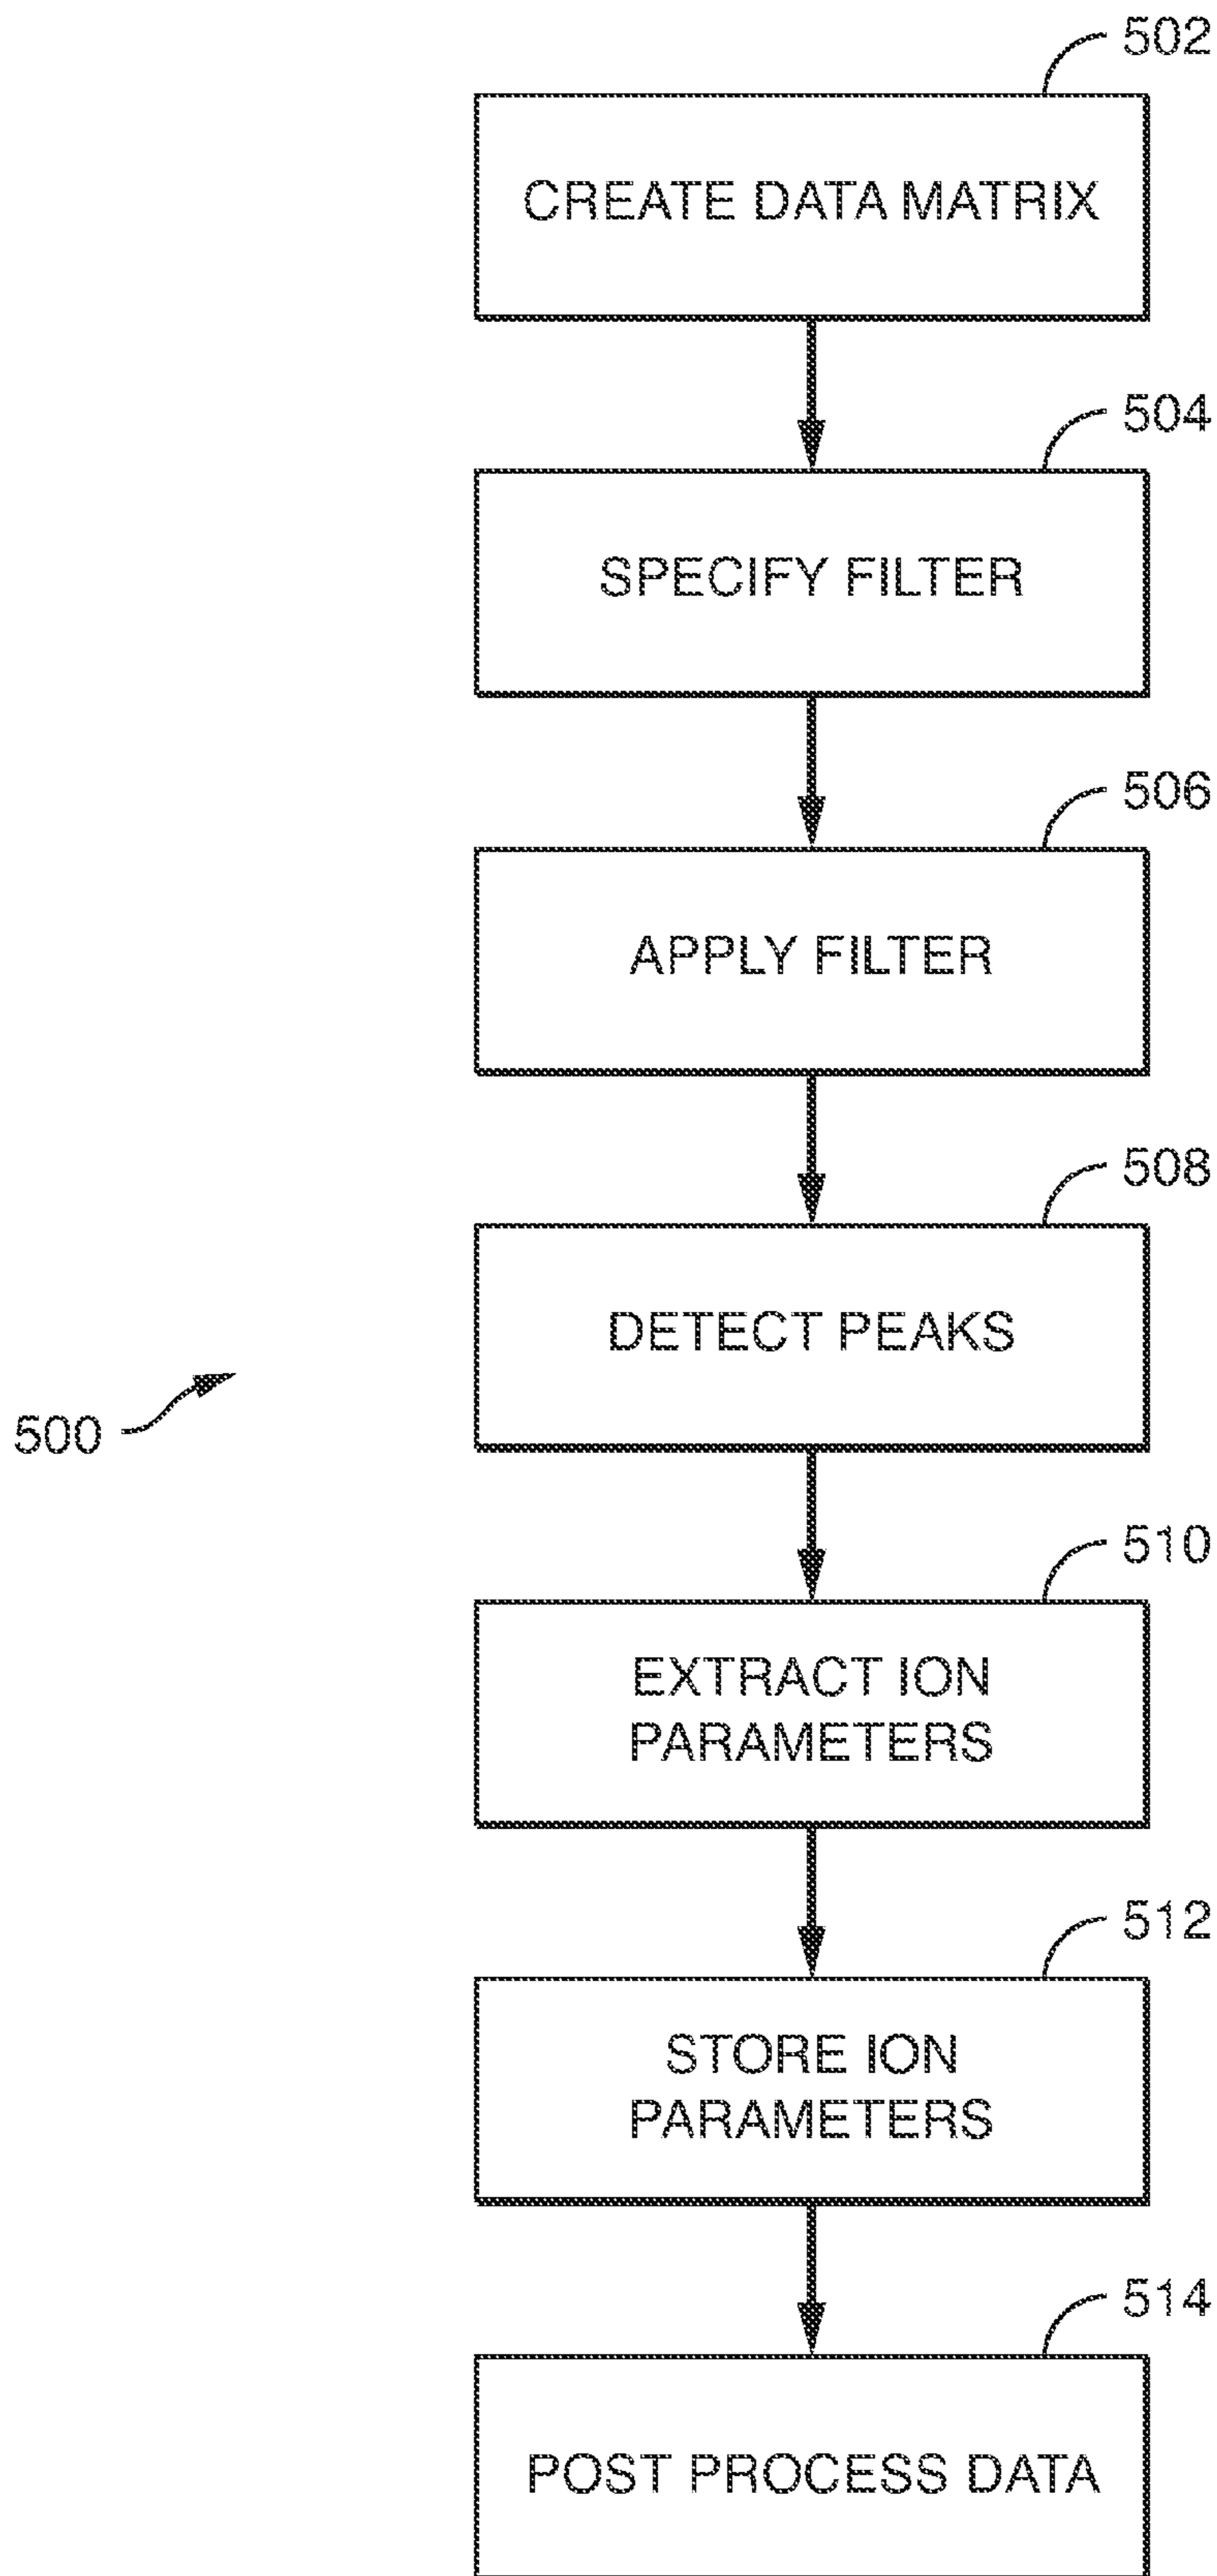 502
CREATE DATA MATRIX
504
SPECIFY FILTER
506
APPLY FILTER
508
DETECT PEAKS
500
510
EXTRACT ION
PARAMETERS
512
STORE ION
PARAMETERS
514
POST PROCESS DATA